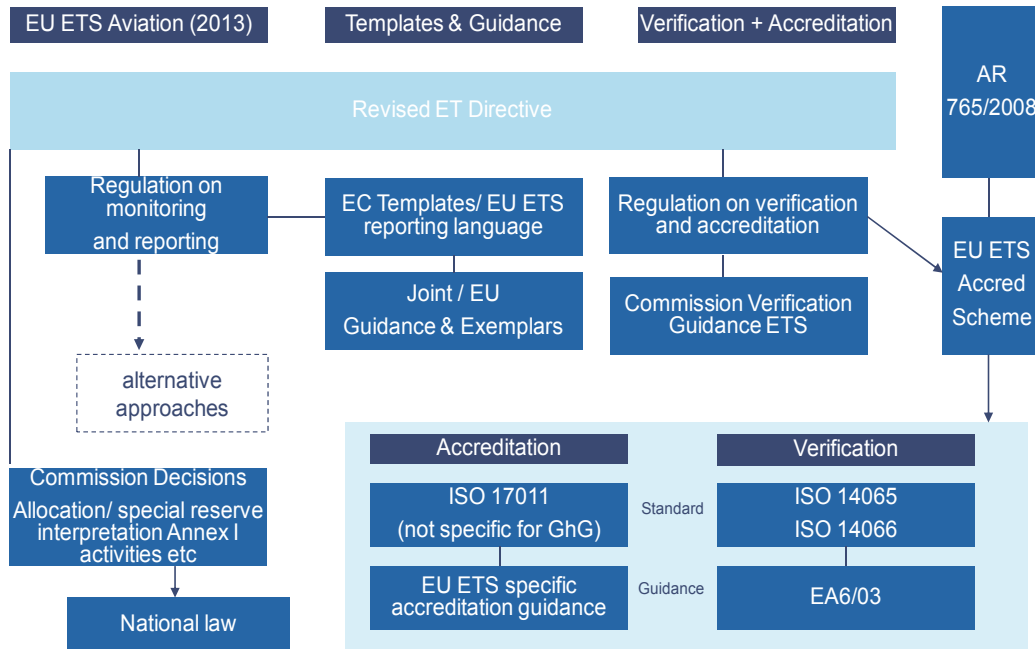 EU ETS Aviation (2013)
Templates & Guidance
Verification + Accreditation
AR
765/2008
Revised ET Directive
Regulation on
monitoring
and reporting
EC Templates/ EU ETS
reporting language
Regulation on verification
and accreditation
EU ETS
Accred
Scheme
Joint / EU
Guidance & Exemplars
Commission Verification
Guidance ETS
alternative
approaches
Commission Decisions
Allocation/ special reserve
interpretation Annex I
activities etc
National law
Accreditation
Verification
ISO 17011
(not specific for GhG)
Standard
ISO 14065
ISO 14066
EU ETS specific
accreditation guidance
Guidance
EA6/03